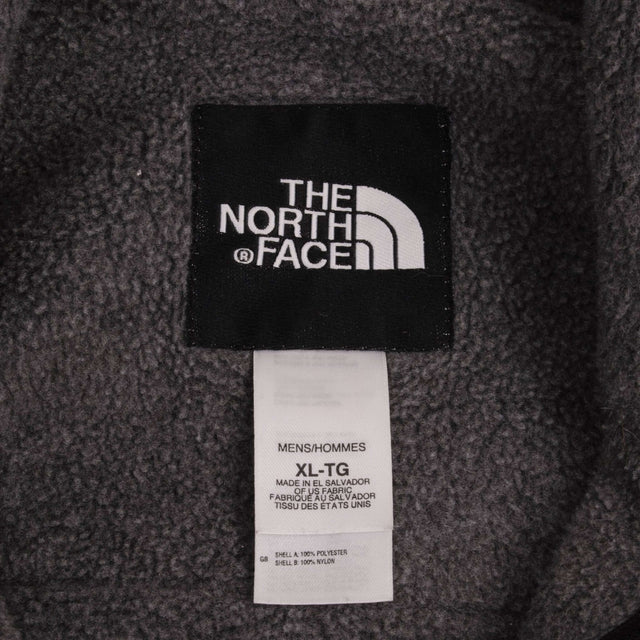 THE
NORTH
® FACE
MENS/HOMMES
XL-TG
MADE IN EL SALVADOR
OF US FABRIC
FABRIQUÉ AU SALVADOR
TISSU DES ETATS UNIS
GB SHELL A: 100% POLYESTER
SHELL B: 100% NYLON